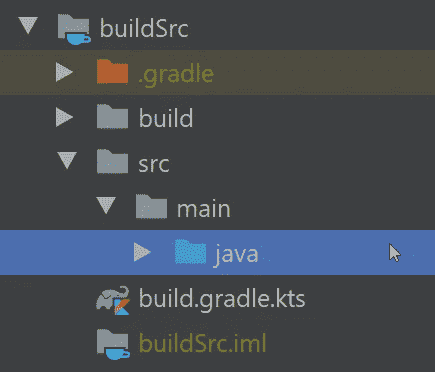 buildSrc
.gradle
build
src
main
java
build.gradle.kts
buildSrc.iml